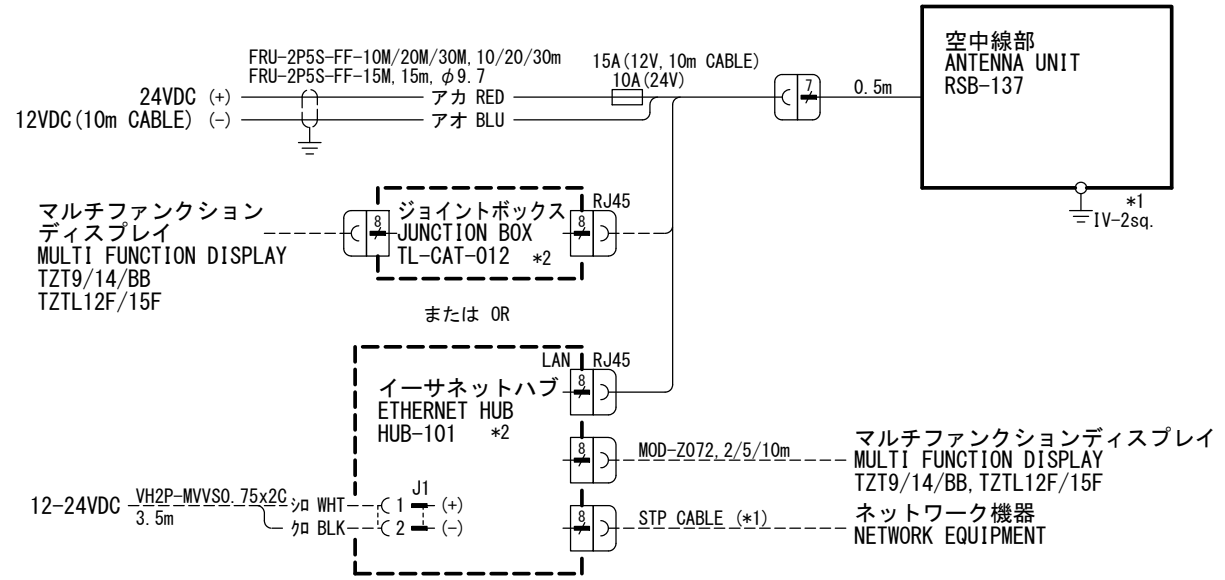 FRU-2P5S-FF-10M/20M/30M, 10/20/30m
FRU-2P5S-FF-15M, 15m, φ9.7
15A(12V, 10m CABLE)
10A(24V)
24VDC (+)
アカ RED
12VDC(10m CABLE) (-)
アオ BLU
7
0.5m
空中線部
ANTENNA UNIT
RSB-137
*1
IV-2sq.
マルチファンクション
ディスプレイ
MULTI FUNCTION DISPLAY
TZT9/14/BB
TZTL12F/15F
8
ジョイントボックス
JUNCTION BOX
TL-CAT-012 *2
8
RJ45
または OR
LAN RJ45
8
イーサネットハブ
ETHERNET HUB
HUB-101 *2
8
MOD-Z072, 2/5/10m
マルチファンクションディスプレイ
MULTI FUNCTION DISPLAY
TZT9/14/BB, TZTL12F/15F
12-24VDC
VH2P-MVVS0.75x2C
3.5m
シロ WHT
クロ BLK
J1
1 (+)
2 (-)
8
STP CABLE (*1)
ネットワーク機器
NETWORK EQUIPMENT